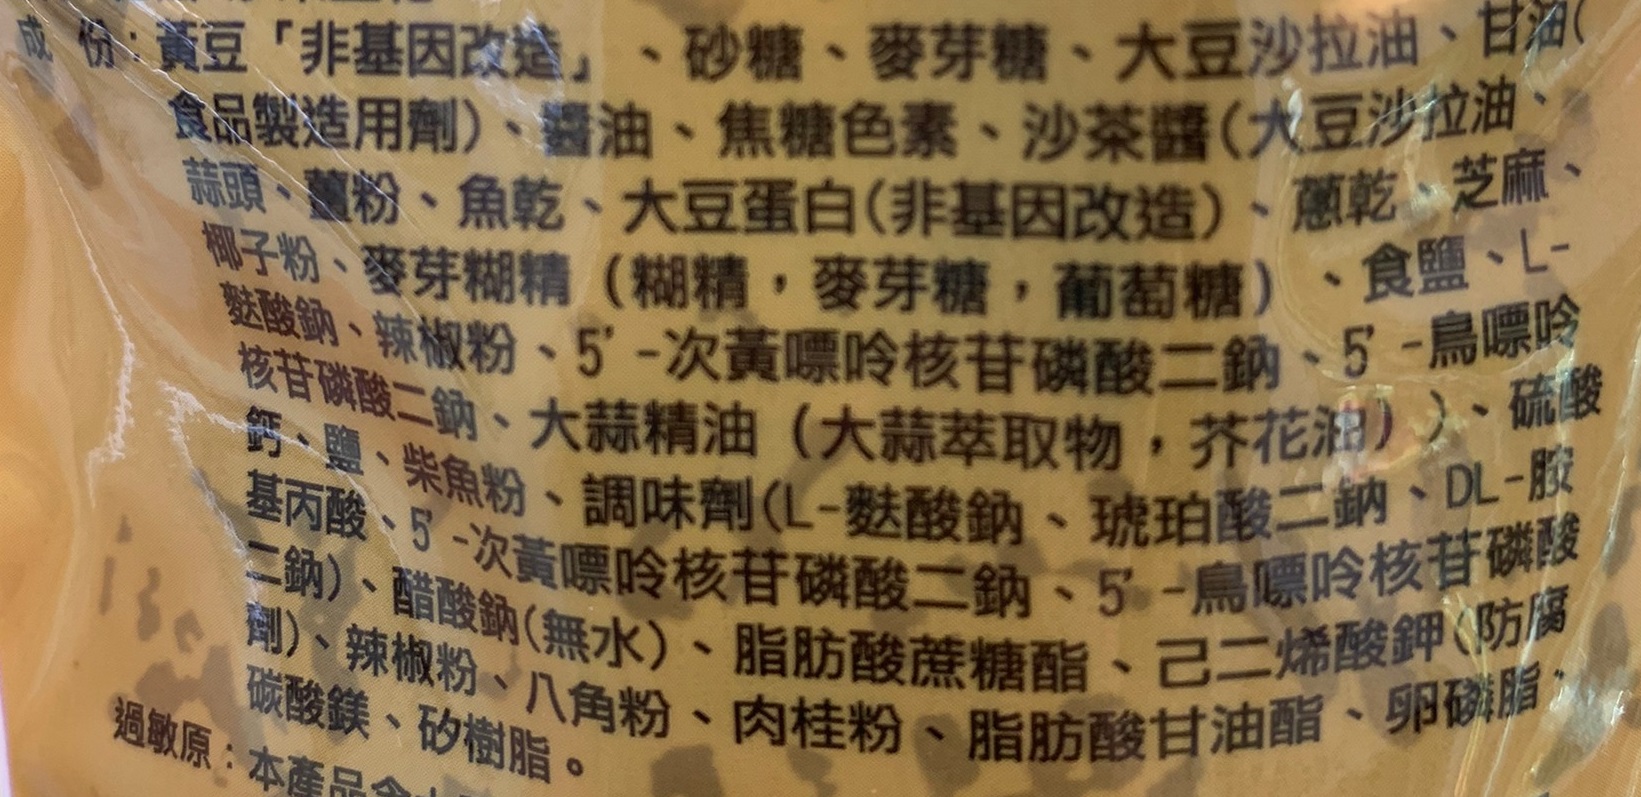 成 份：黃豆「非基因改造」、砂糖、麥芽糖、大豆沙拉油、甘油(
食品製造用劑)、醬油、焦糖色素、沙茶醬(大豆沙拉油、
蒜頭、薑粉、魚乾、大豆蛋白(非基因改造)、蔥乾、芝麻、
椰子粉、麥芽糊精（糊精，麥芽糖，葡萄糖）、食鹽、L-
麩酸鈉、辣椒粉、5’-次黃嘌呤核苷磷酸二鈉、5’-鳥嘌呤
核苷磷酸二鈉、大蒜精油（大蒜萃取物，芥花油））、硫酸
鈣、鹽、柴魚粉、調味劑(L-麩酸鈉、琥珀酸二鈉、DL-胺
基丙酸、5’-次黃嘌呤核苷磷酸二鈉、5’-鳥嘌呤核苷磷酸
二鈉)、醋酸鈉(無水)、脂肪酸蔗糖酯、己二烯酸鉀(防腐
劑)、辣椒粉、八角粉、肉桂粉、脂肪酸甘油酯、卵磷脂、
碳酸鎂、矽樹脂。
過敏原：本產品含